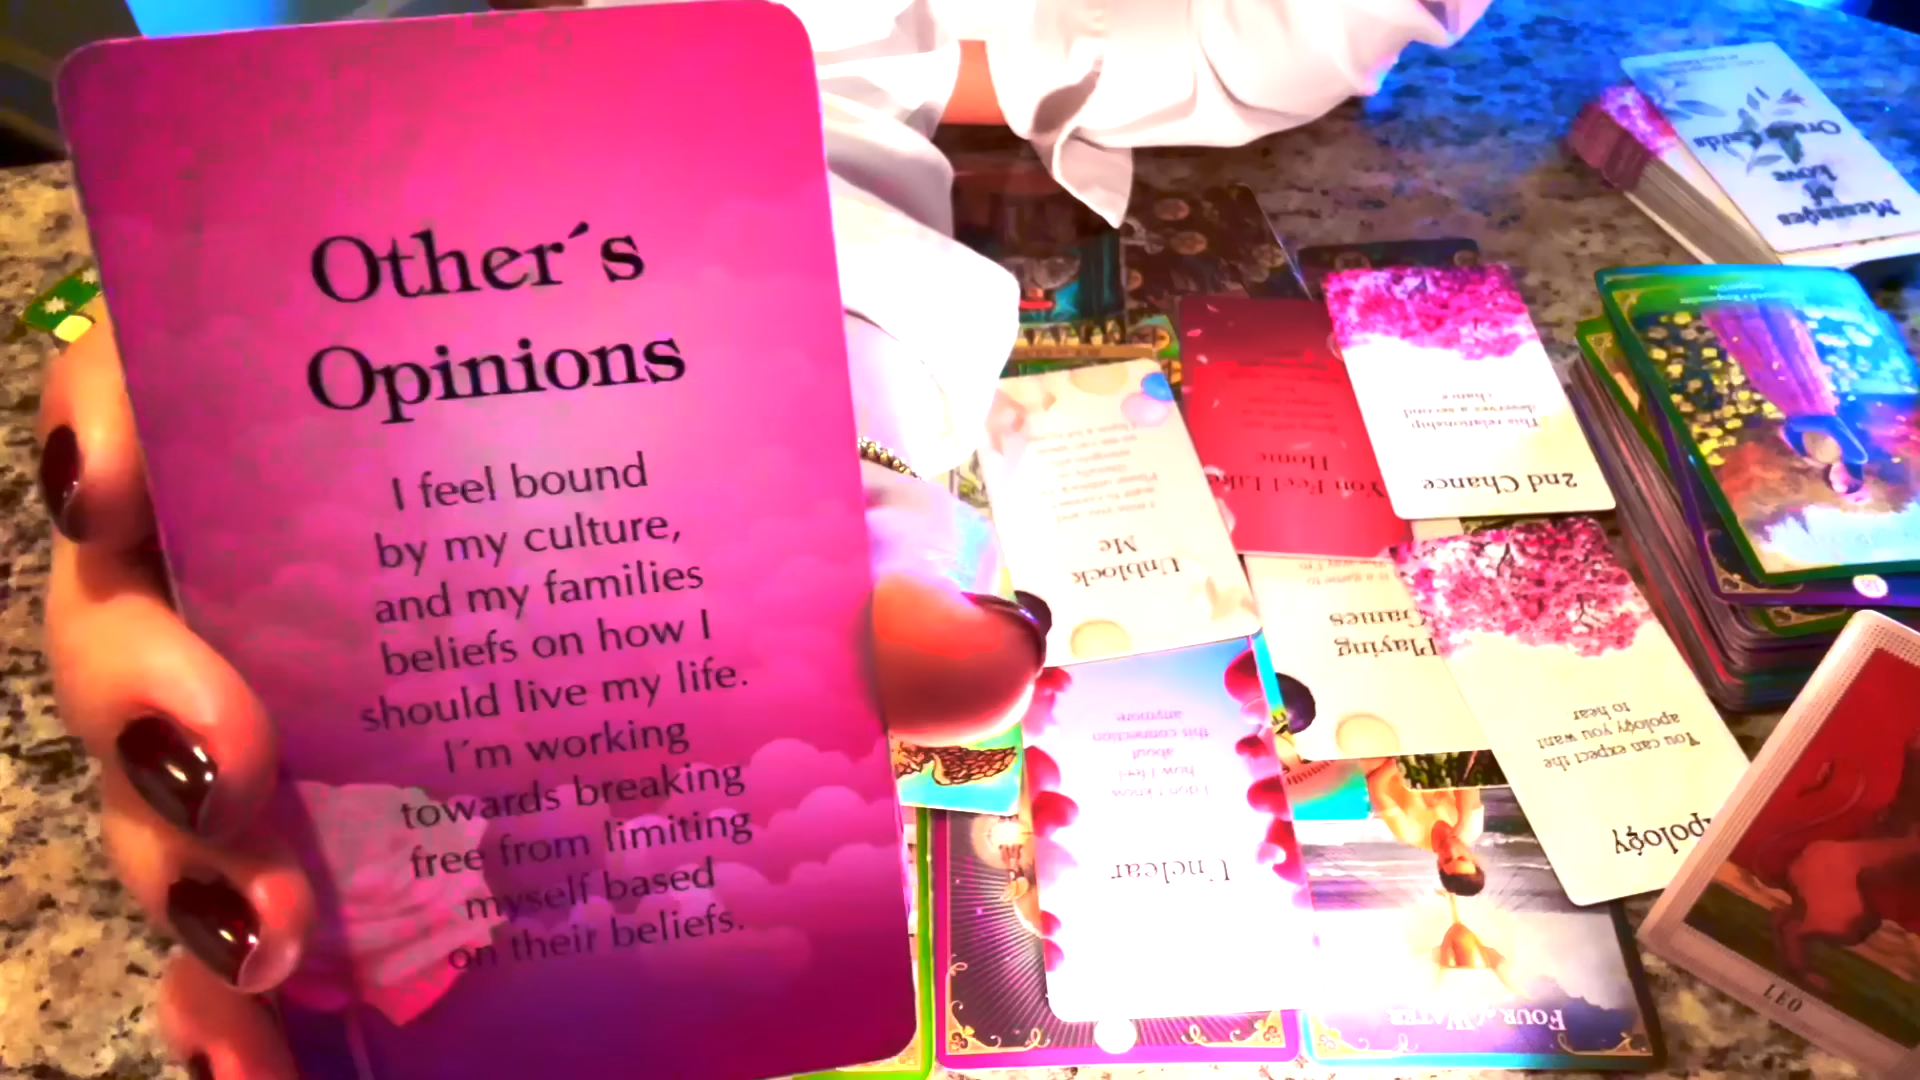 Other´s
Opinions
I feel bound
by my culture,
and my families
beliefs on how I
should live my life.
I´m working
towards breaking
free from limiting
myself based
on their beliefs.
Messages
of
Love
Oracle Cards
2nd Chance
This relationship
deserves a second
chance
You Feel Like
Home
Unblock
Me
Playing
Games
Apology
You can expect the
apology you want
to hear
Unclear
I don't know
how I feel
about
this connection
anymore.
FOUR of WATER
LEO